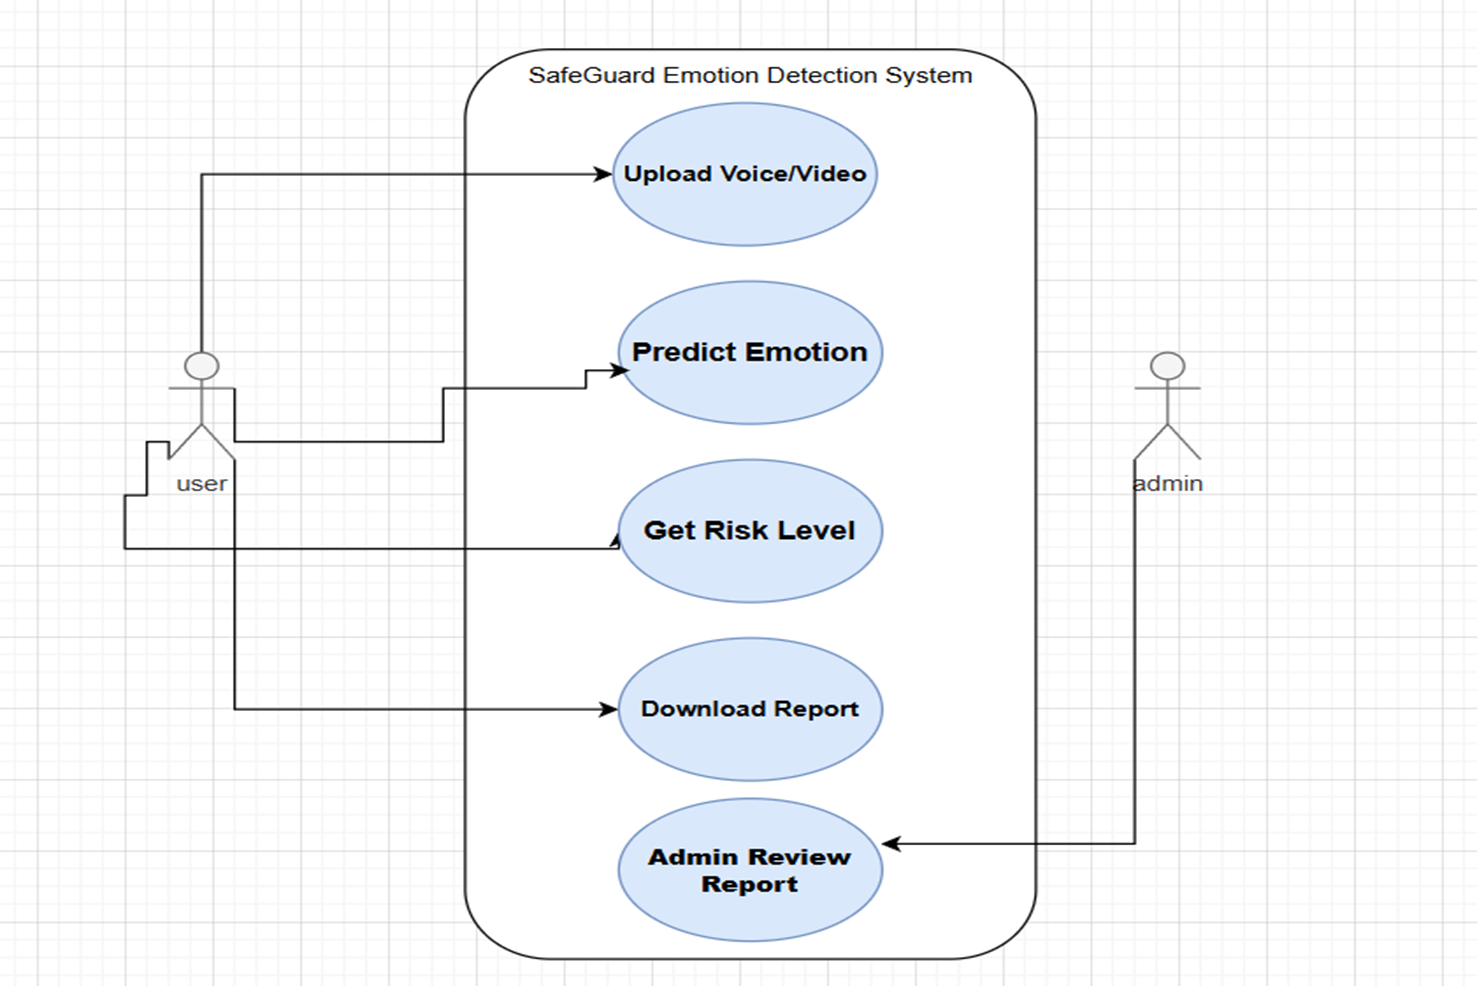 SafeGuard Emotion Detection System
Upload Voice/Video
Predict Emotion
user
admin
Get Risk Level
Download Report
Admin Review
Report